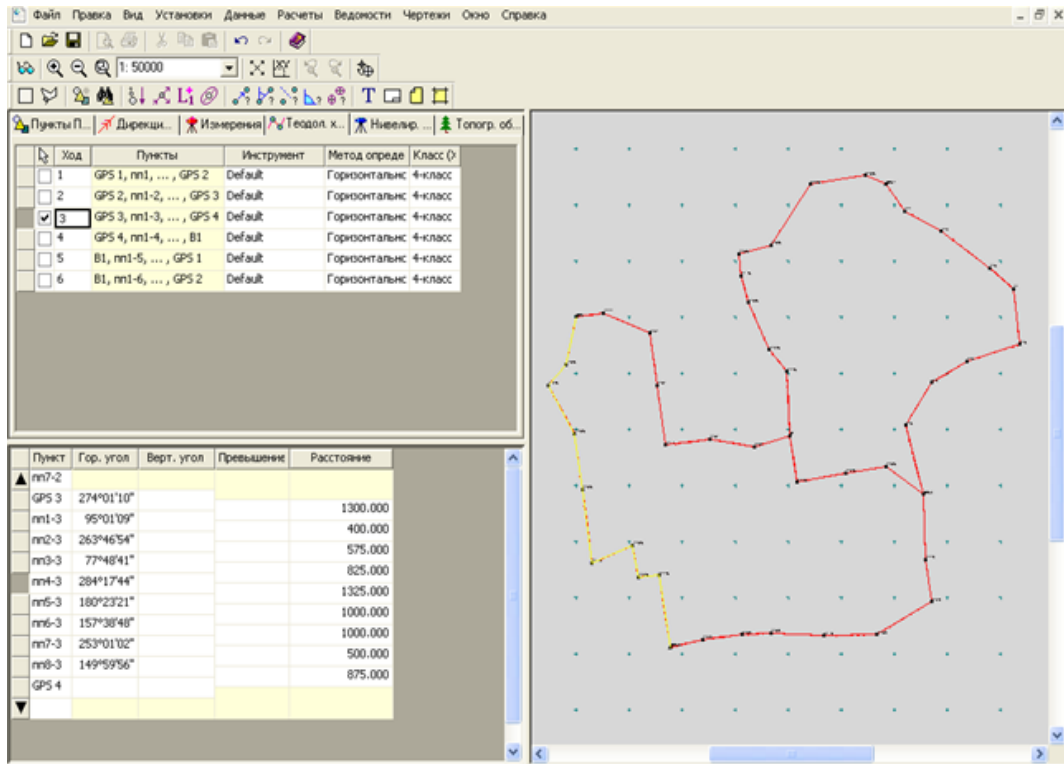 Файл Правка Вид Установки Данные Расчеты Ведомости Чертежи Окно Справка
1: 50000
Пункты П... Дирекци... Измерения Теодол. х... Нивелир. ... Топогр. об...
Ход Пункты Инструмент Метод опреде Класс (Х
1 GPS 1, пп1, ... , GPS 2 Default Горизонтальнс 4-класс
2 GPS 2, пп1-2, ... , GPS 3 Default Горизонтальнс 4-класс
3 GPS 3, пп1-3, ... , GPS 4 Default Горизонтальнс 4-класс
4 GPS 4, пп1-4, ... , B1 Default Горизонтальнс 4-класс
5 B1, пп1-5, ... , GPS 1 Default Горизонтальнс 4-класс
6 B1, пп1-6, ... , GPS 2 Default Горизонтальнс 4-класс
Пункт Гор. угол Верт. угол Превышение Расстояние
пп7-2
GPS 3 274°01'10"
1300.000
пп1-3 95°01'09"
400.000
пп2-3 263°46'54"
575.000
пп3-3 77°48'41"
825.000
пп4-3 284°17'44"
1325.000
пп5-3 180°23'21"
1000.000
пп6-3 157°38'48"
1000.000
пп7-3 253°01'02"
500.000
пп8-3 149°59'56"
875.000
GPS 4